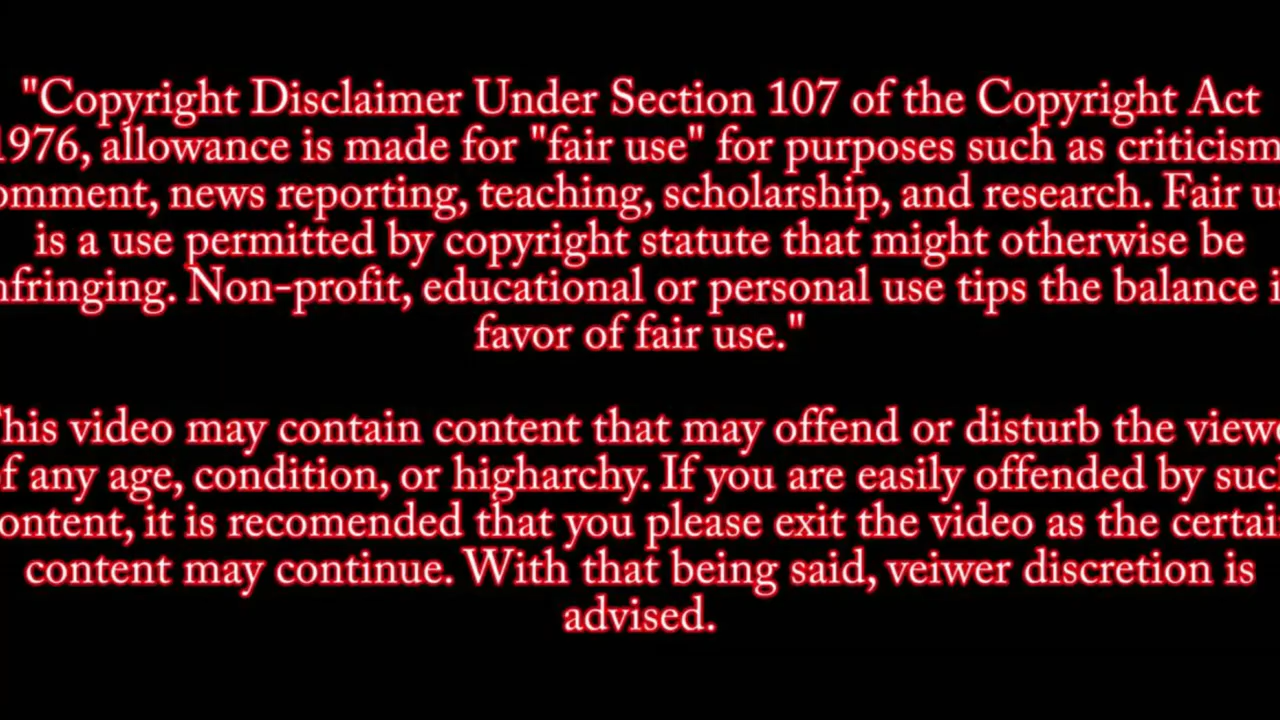 "Copyright Disclaimer Under Section 107 of the Copyright Act
1976, allowance is made for "fair use" for purposes such as criticism
omment, news reporting, teaching, scholarship, and research. Fair u
is a use permitted by copyright statute that might otherwise be
nfringing. Non-profit, educational or personal use tips the balance i
favor of fair use."
his video may contain content that may offend or disturb the viewe
f any age, condition, or higharchy. If you are easily offended by suc
ontent, it is recomended that you please exit the video as the certai
content may continue. With that being said, veiwer discretion is
advised.